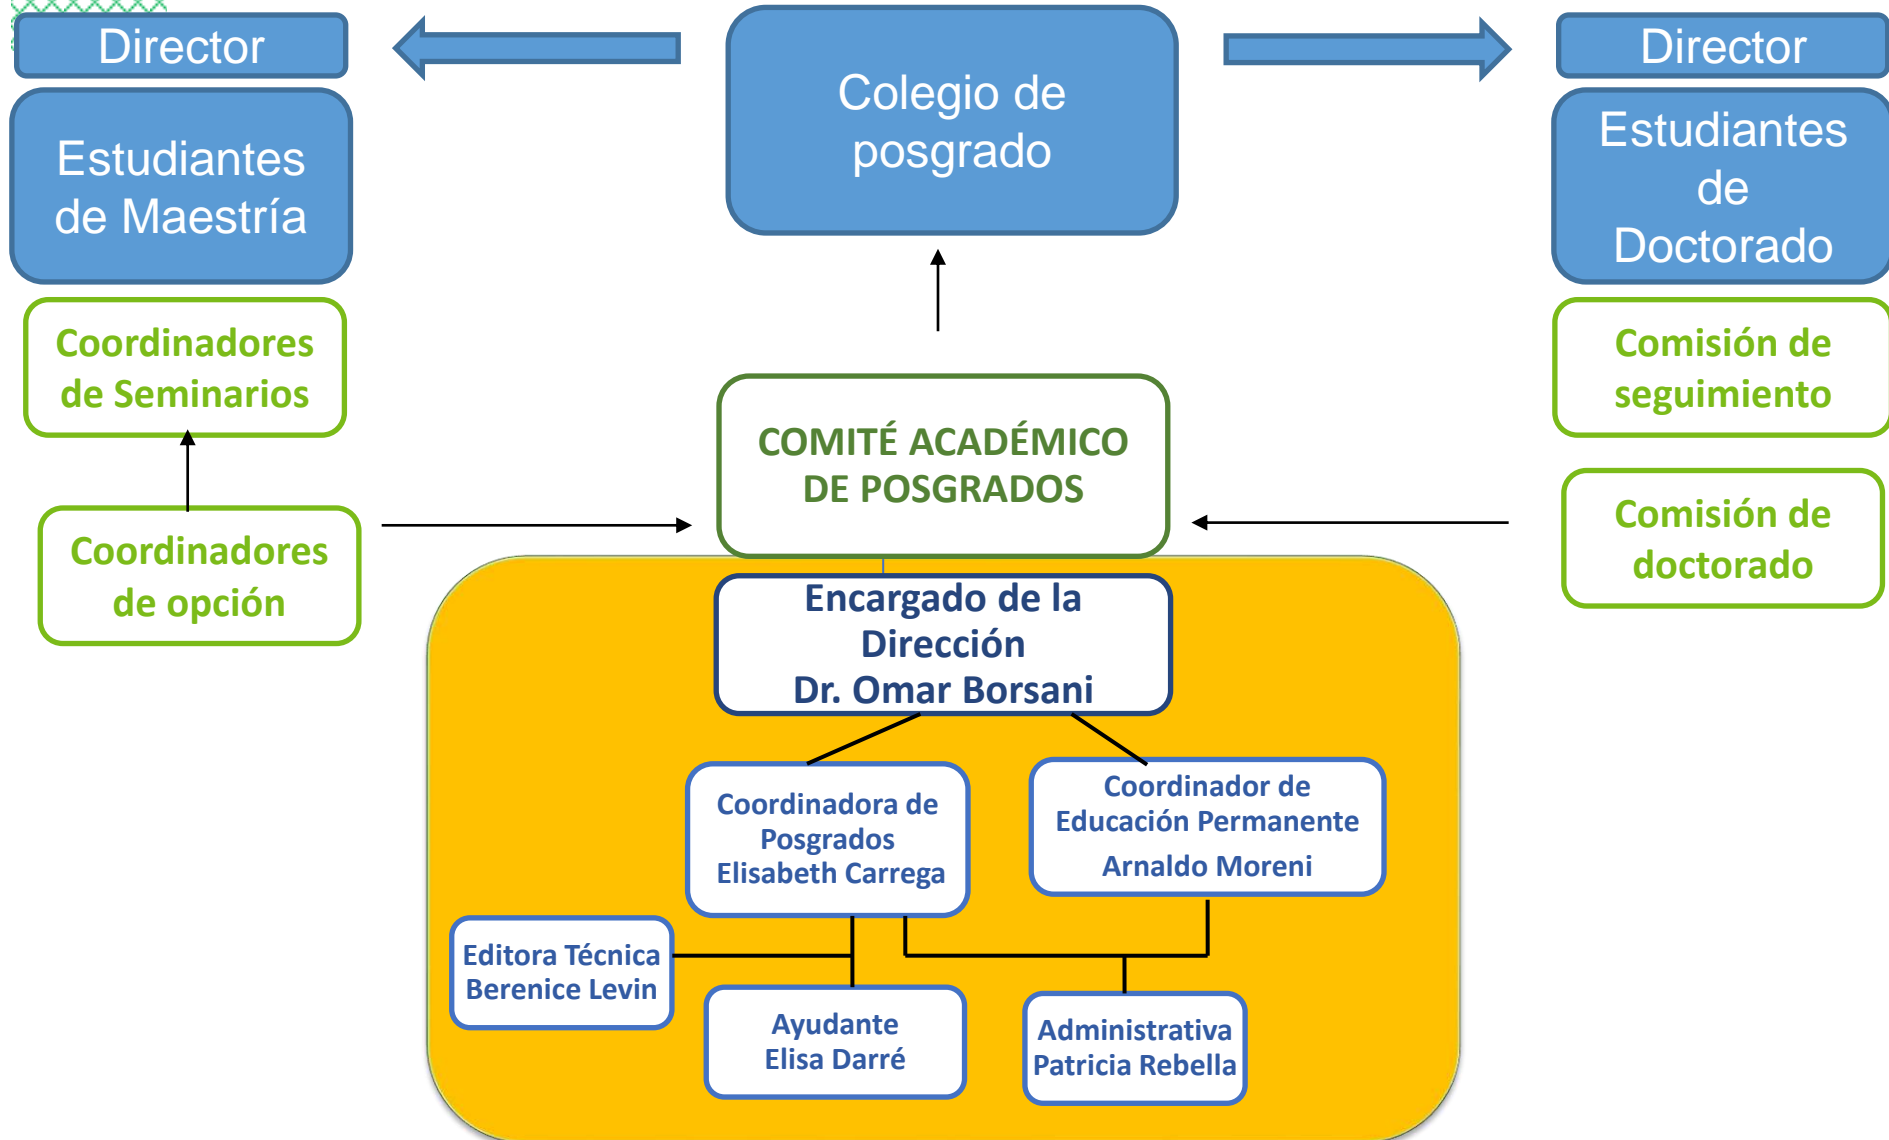 Director
Estudiantes
de Maestría
Coordinadores
de Seminarios
Coordinadores
de opción
Colegio de
posgrado
COMITÉ ACADÉMICO
DE POSGRADOS
Encargado de la
Dirección
Dr. Omar Borsani
Coordinadora de
Posgrados
Elisabeth Carrega
Coordinador de
Educación Permanente
Arnaldo Moreni
Editora Técnica
Berenice Levin
Ayudante
Elisa Darré
Administrativa
Patricia Rebella
Director
Estudiantes
de
Doctorado
Comisión de
seguimiento
Comisión de
doctorado